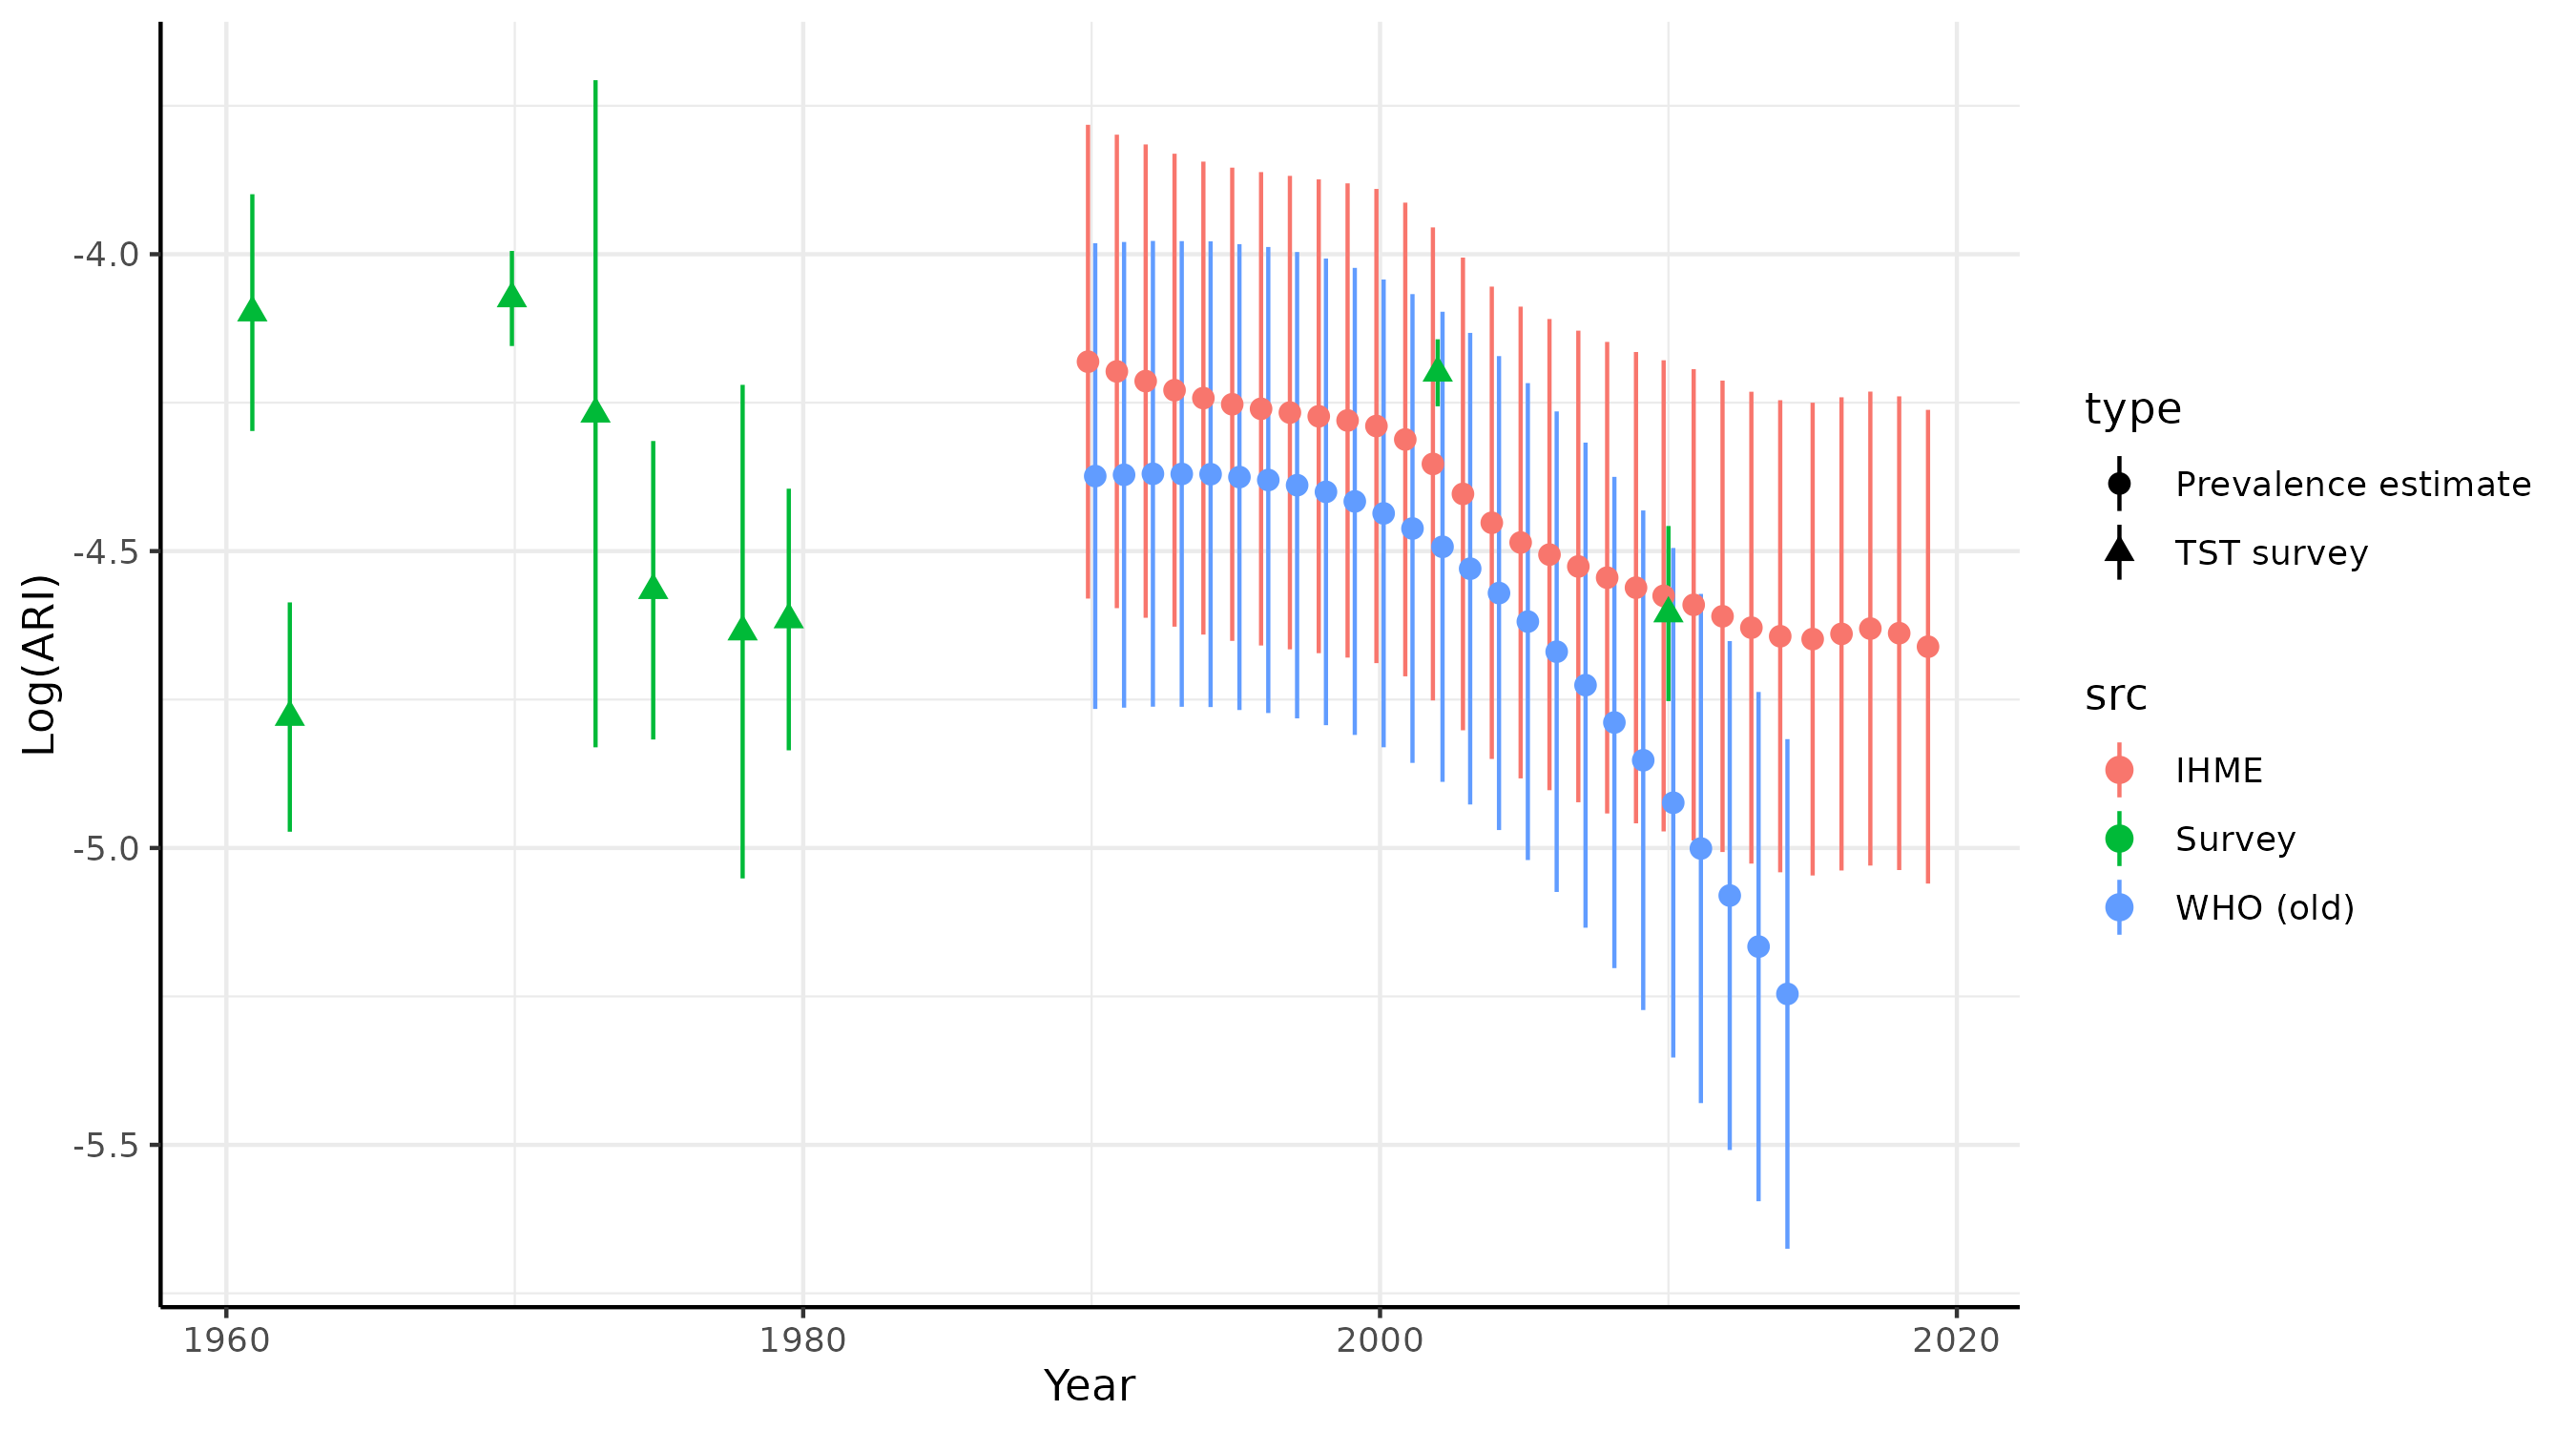 -4.0
-4.5
-5.0
-5.5
Log(ARI)
1960
1980
2000
2020
Year
type
Prevalence estimate
TST survey
src
IHME
Survey
WHO (old)